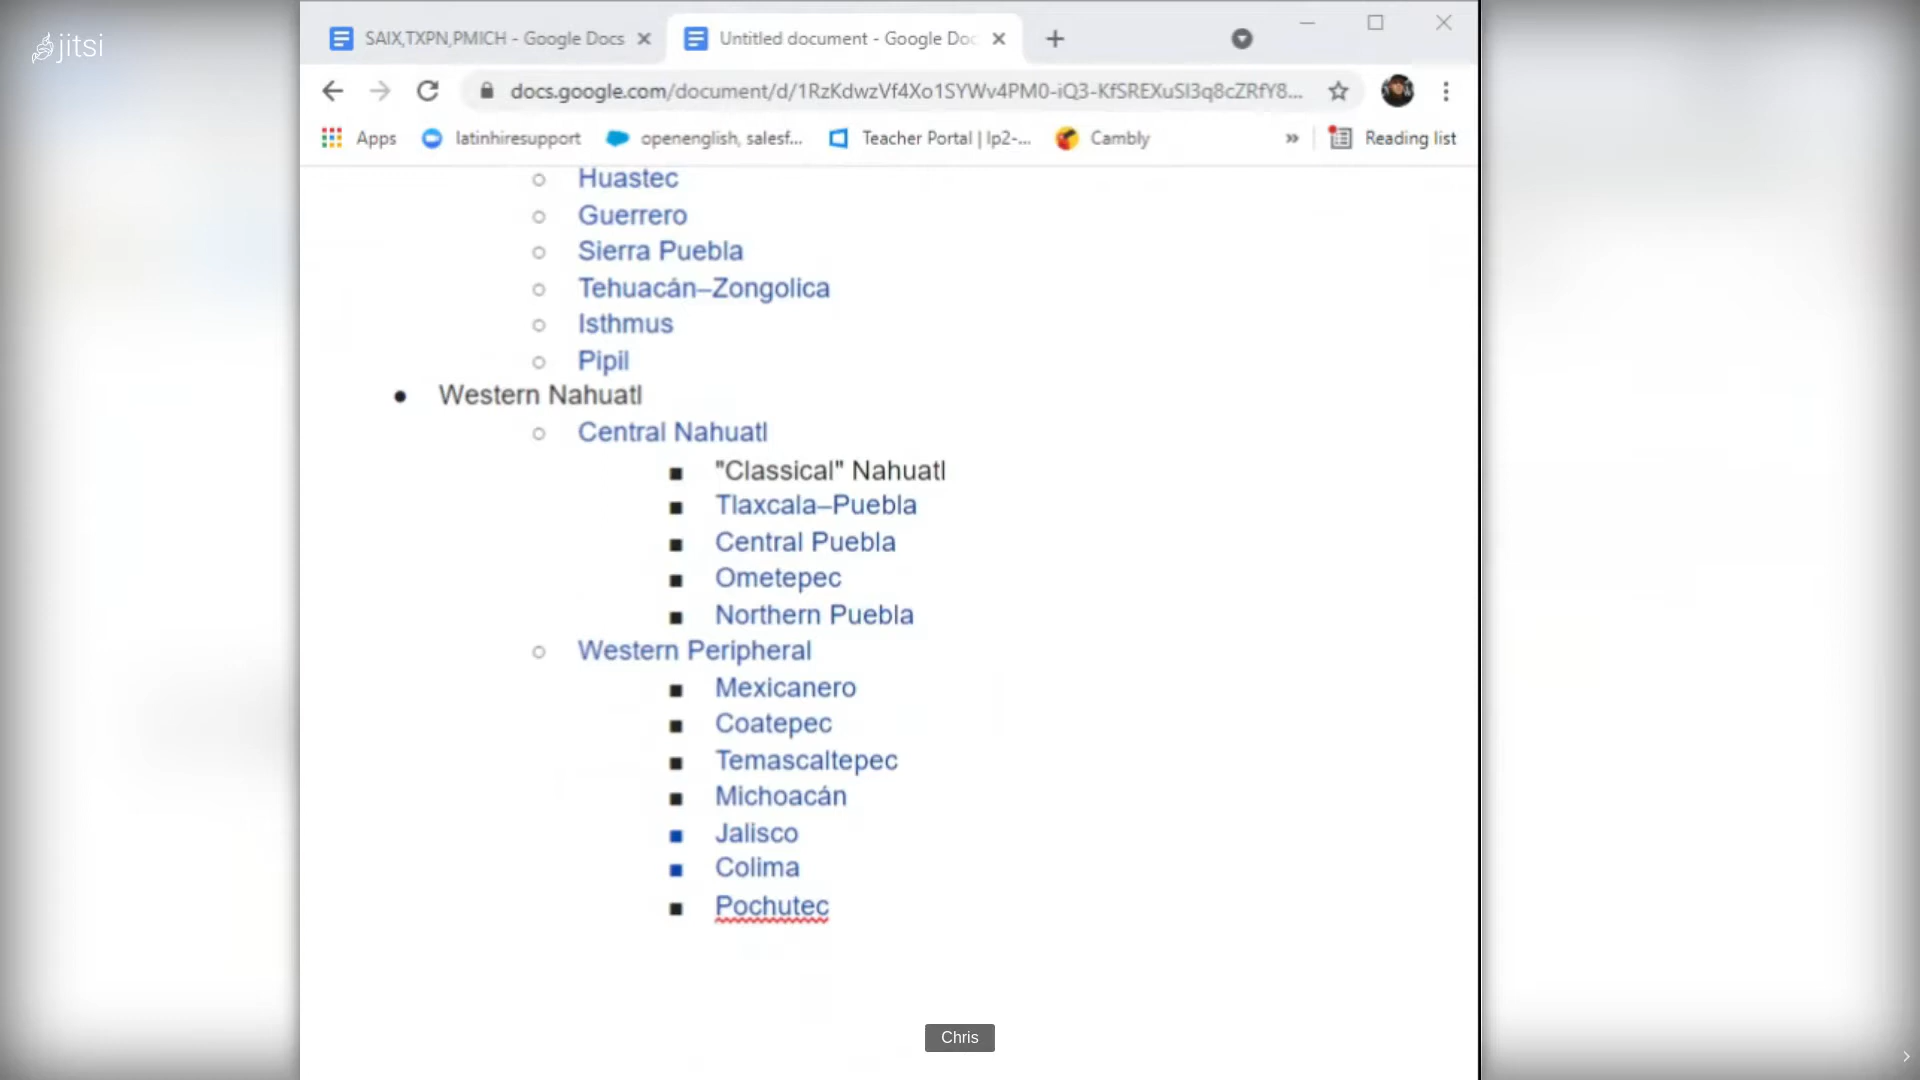 jitsi
SAIX,TXPN,PMICH - Google Docs
Untitled document - Google Doc
docs.google.com/document/d/1RzKdwzVf4Xo1SYWv4PM0-iQ3-KfSREXuSI3q8cZRfY8...
Apps
latinhiresupport
openenglish, salesf...
Teacher Portal | lp2-...
Cambly
»
Reading list
Huastec
Guerrero
Sierra Puebla
Tehuacán–Zongolica
Isthmus
Pipil
Western Nahuatl
Central Nahuatl
"Classical" Nahuatl
Tlaxcala–Puebla
Central Puebla
Ometepec
Northern Puebla
Western Peripheral
Mexicanero
Coatepec
Temascaltepec
Michoacán
Jalisco
Colima
Pochutec
Chris